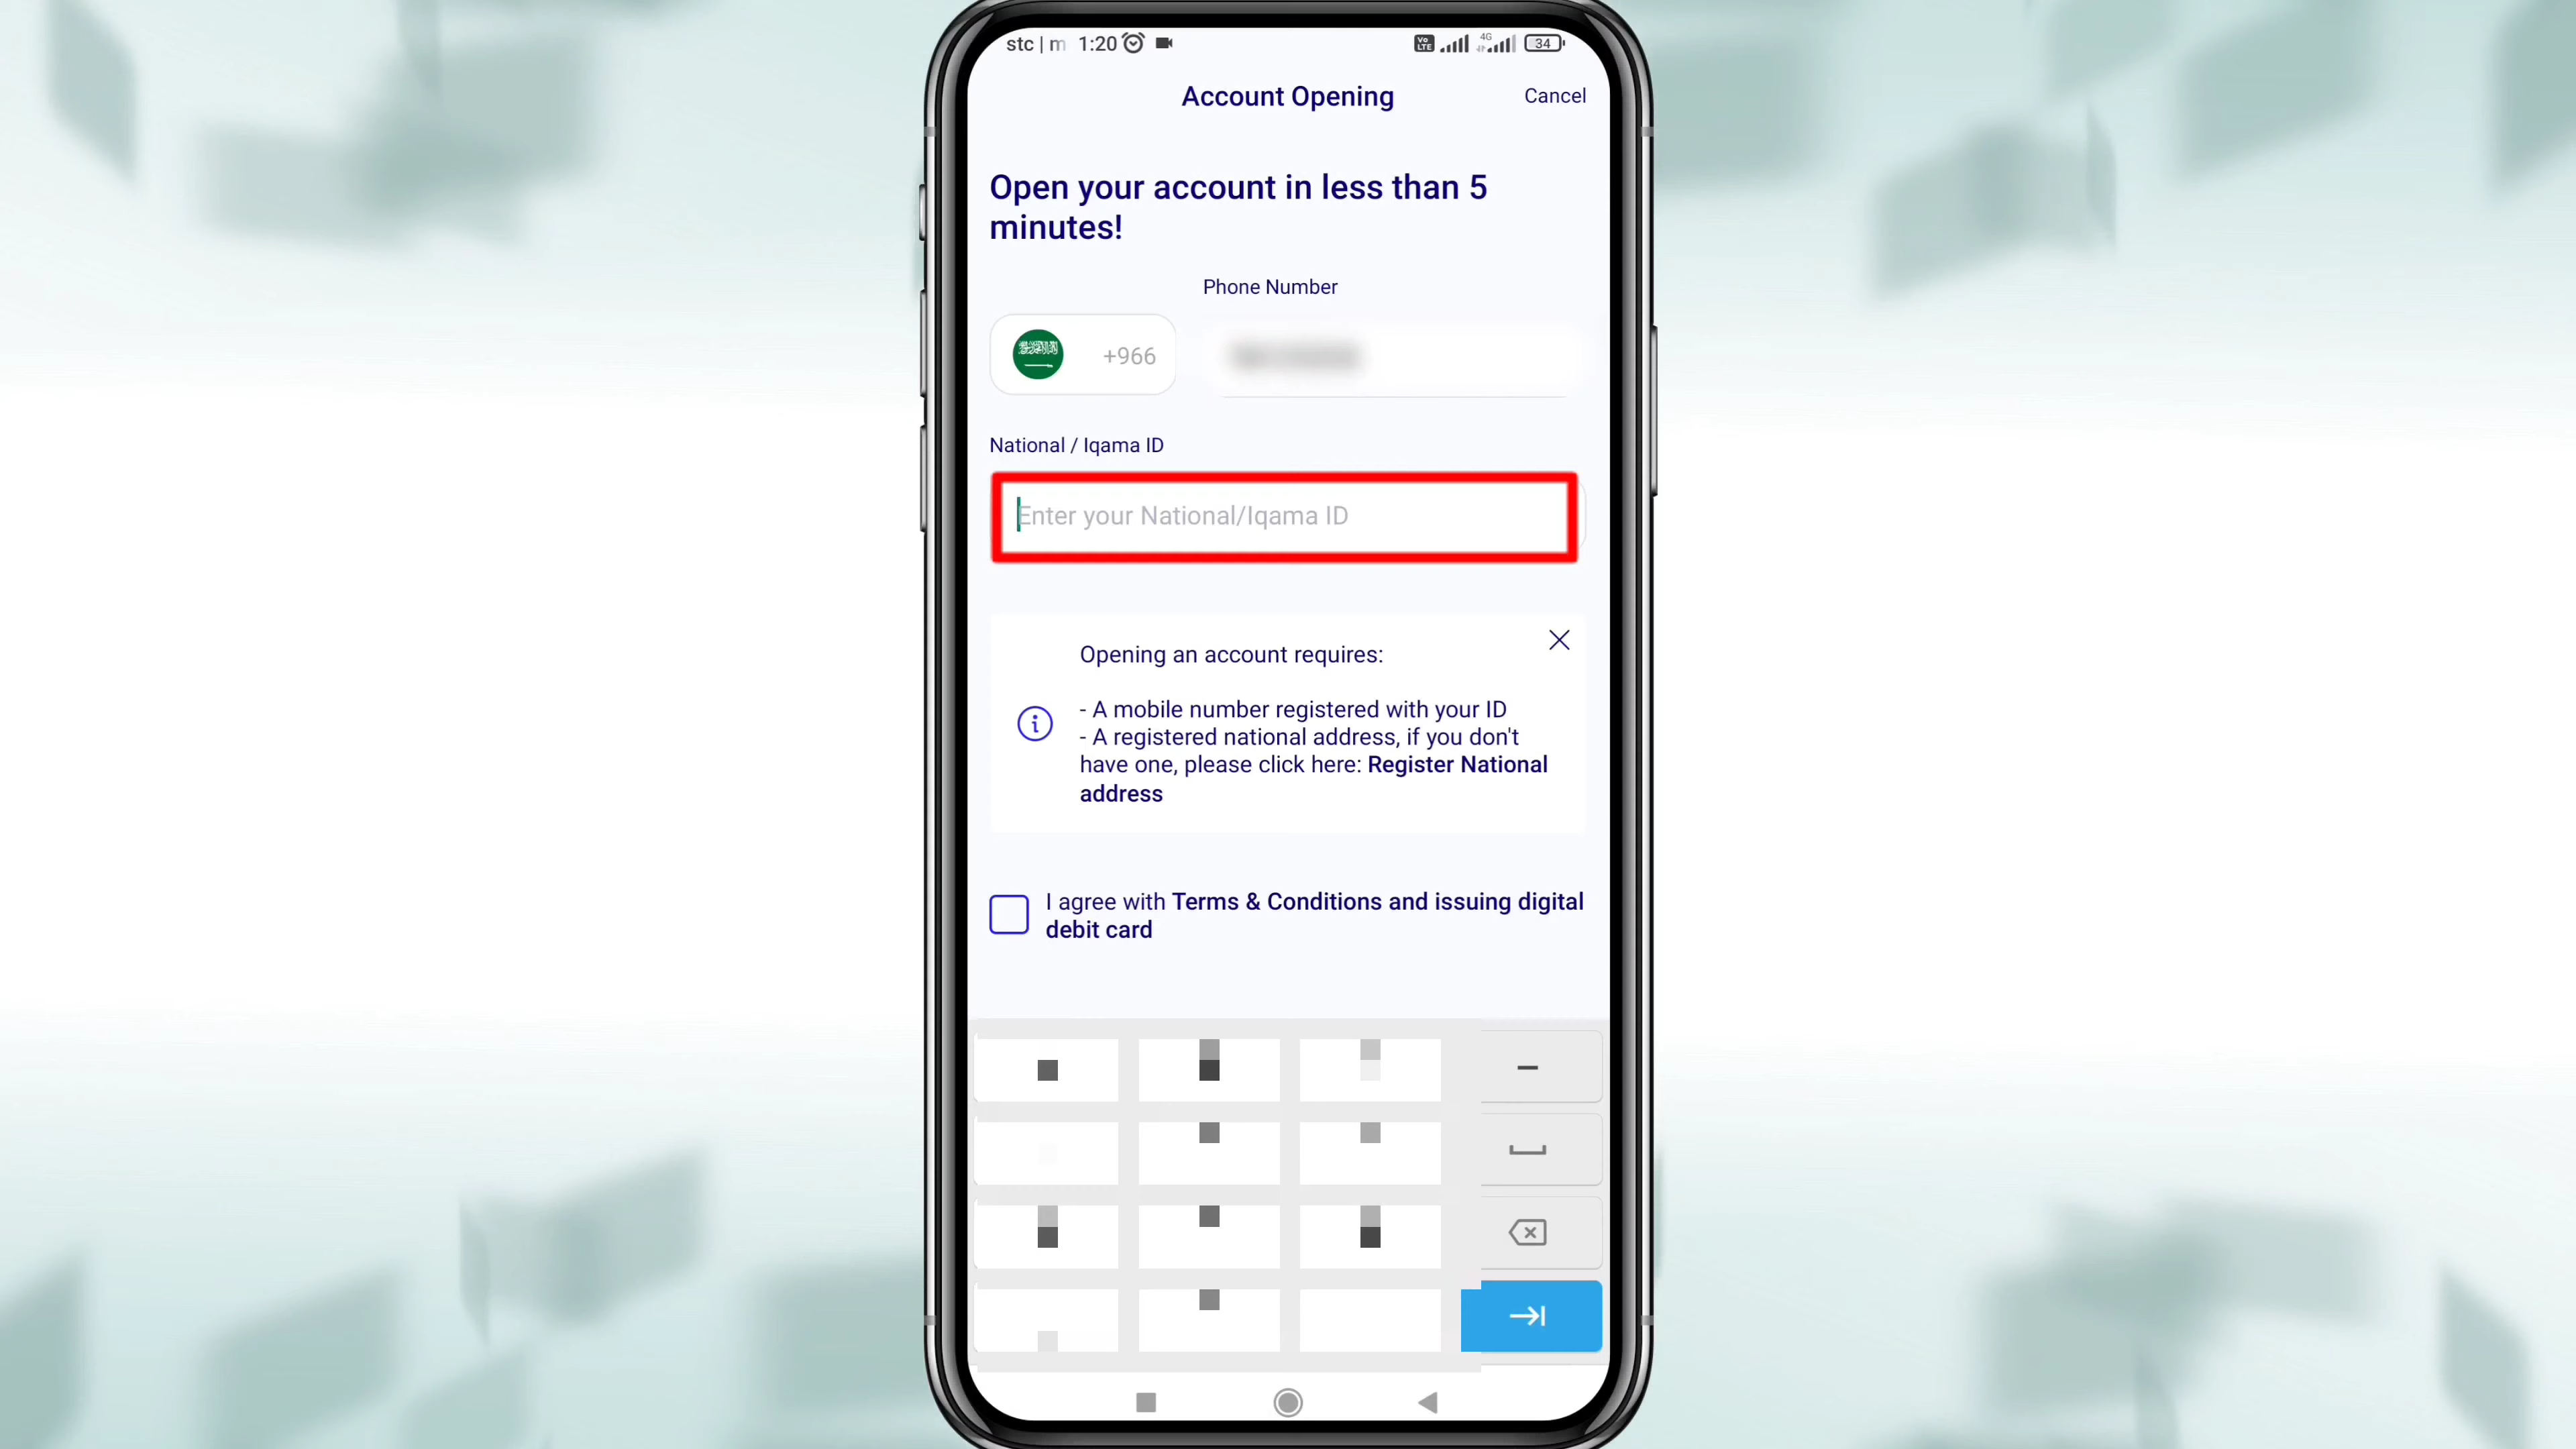 stc | m 1:20 Vo LTE 4G 34
Account Opening
Cancel
Open your account in less than 5
minutes!
Phone Number
+966
National / Iqama ID
Enter your National/Iqama ID
Opening an account requires:
- A mobile number registered with your ID
- A registered national address, if you don't
have one, please click here: Register National
address
I agree with Terms & Conditions and issuing digital
debit card